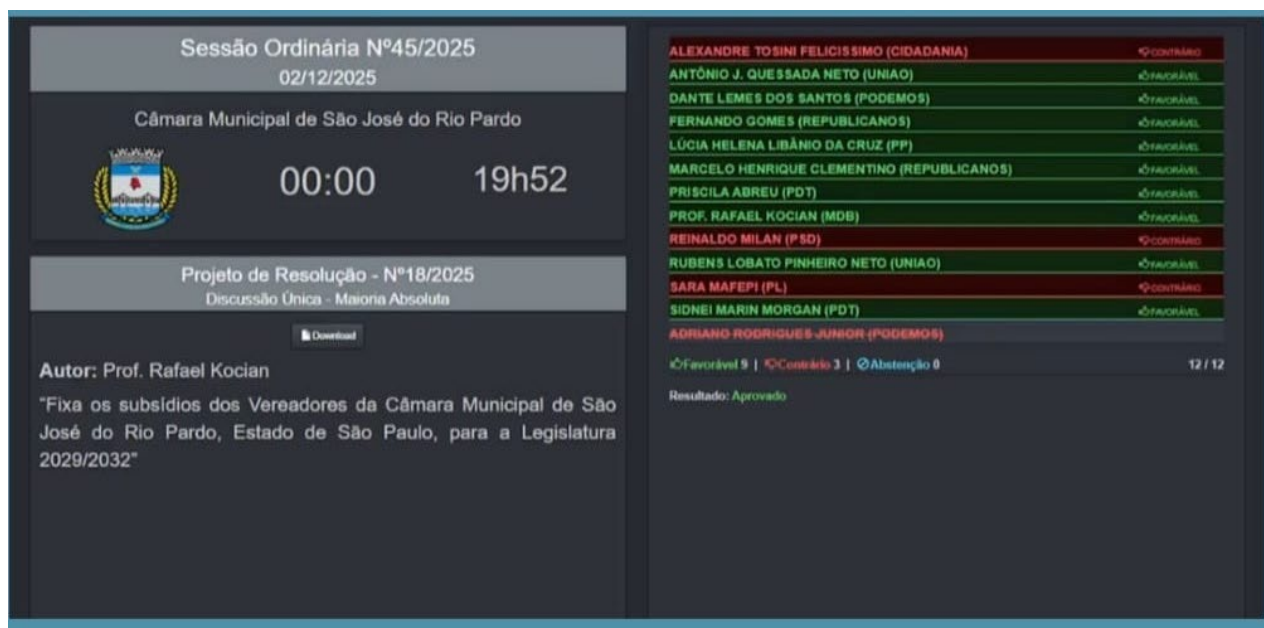 Sessão Ordinária Nº45/2025
02/12/2025
Câmara Municipal de São José do Rio Pardo
00:00
19h52
Projeto de Resolução - Nº18/2025
Discussão Única - Maioria Absoluta
Download
Autor: Prof. Rafael Kocian
"Fixa os subsídios dos Vereadores da Câmara Municipal de São
José do Rio Pardo, Estado de São Paulo, para a Legislatura
2029/2032"
ALEXANDRE TOSINI FELICISSIMO (CIDADANIA) CONTRÁRIO
ANTÔNIO J. QUESSADA NETO (UNIAO) FAVORÁVEL
DANTE LEMES DOS SANTOS (PODEMOS) FAVORÁVEL
FERNANDO GOMES (REPUBLICANOS) FAVORÁVEL
LÚCIA HELENA LIBÂNIO DA CRUZ (PP) FAVORÁVEL
MARCELO HENRIQUE CLEMENTINO (REPUBLICANOS) FAVORÁVEL
PRISCILA ABREU (PDT) FAVORÁVEL
PROF. RAFAEL KOCIAN (MDB) FAVORÁVEL
REINALDO MILAN (PSD) CONTRÁRIO
RUBENS LOBATO PINHEIRO NETO (UNIAO) FAVORÁVEL
SARA MAFEPI (PL) CONTRÁRIO
SIDNEI MARIN MORGAN (PDT) FAVORÁVEL
ADRIANO RODRIGUES JUNIOR (PODEMOS)
Favorável 9 | Contrário 3 | Abstenção 0 12 / 12
Resultado: Aprovado